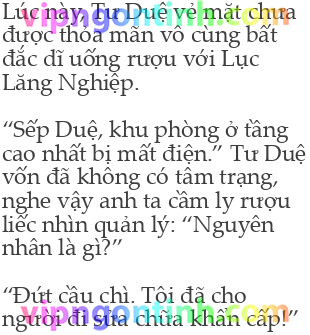 Lúc này, Tư Duệ vẻ mặt chưa
được thỏa mãn vô cùng bất
đắc dĩ uống rượu với Lục
Lăng Nghiệp.
“Sếp Duệ, khu phòng ở tầng
cao nhất bị mất điện.” Tư Duệ
vốn đã không có tâm trạng,
nghe vậy anh ta cầm ly rượu
liếc nhìn quản lý: “Nguyên
nhân là gì?”
“Đứt cầu chì. Tôi đã cho
người đi sửa chữa khẩn cấp!”
vipngontinh.com
vipngontinh.com